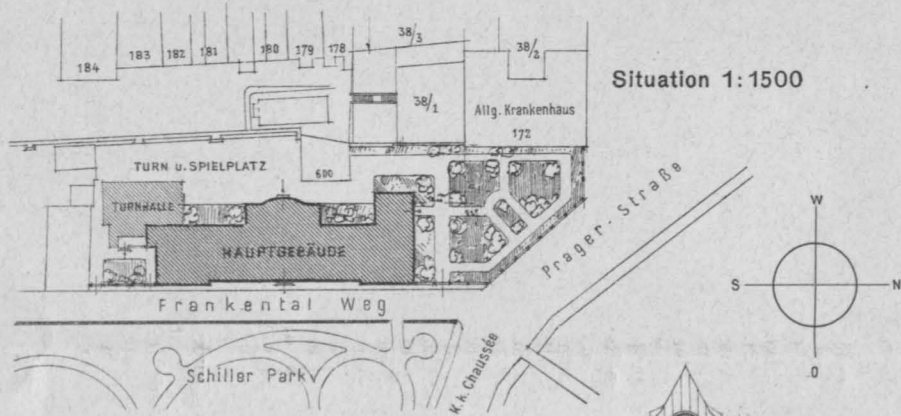 Situation 1:1500
184
183
182
181
180
179
178
38/3
38/1
38/2
Allg. Krankenhaus
172
TURN u. SPIELPLATZ
600
TURNHALLE
HAUPTGEBÄUDE
Frankental Weg
Prager-Straße
K.k. Chaussée
Schiller Park
W
S
N
O